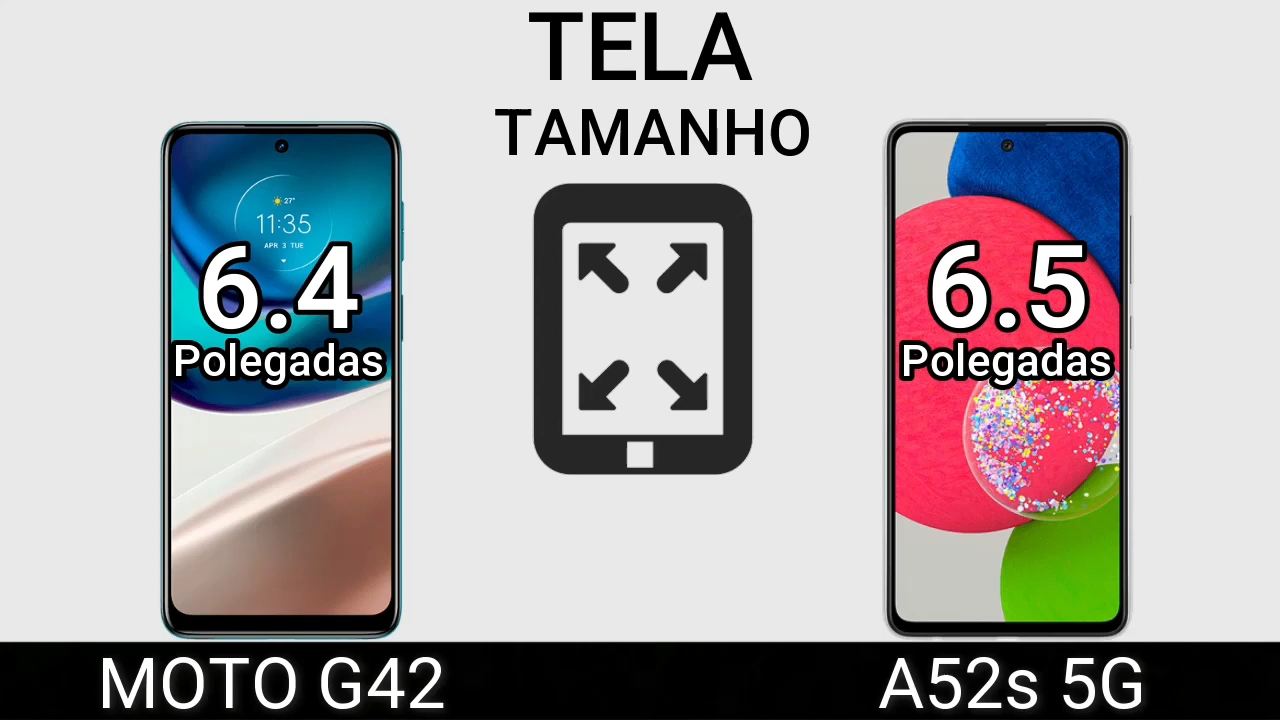 TELA
TAMANHO
27°
11:35
APR 3 TUE
6.4
Polegadas
6.5
Polegadas
MOTO G42
A52s 5G